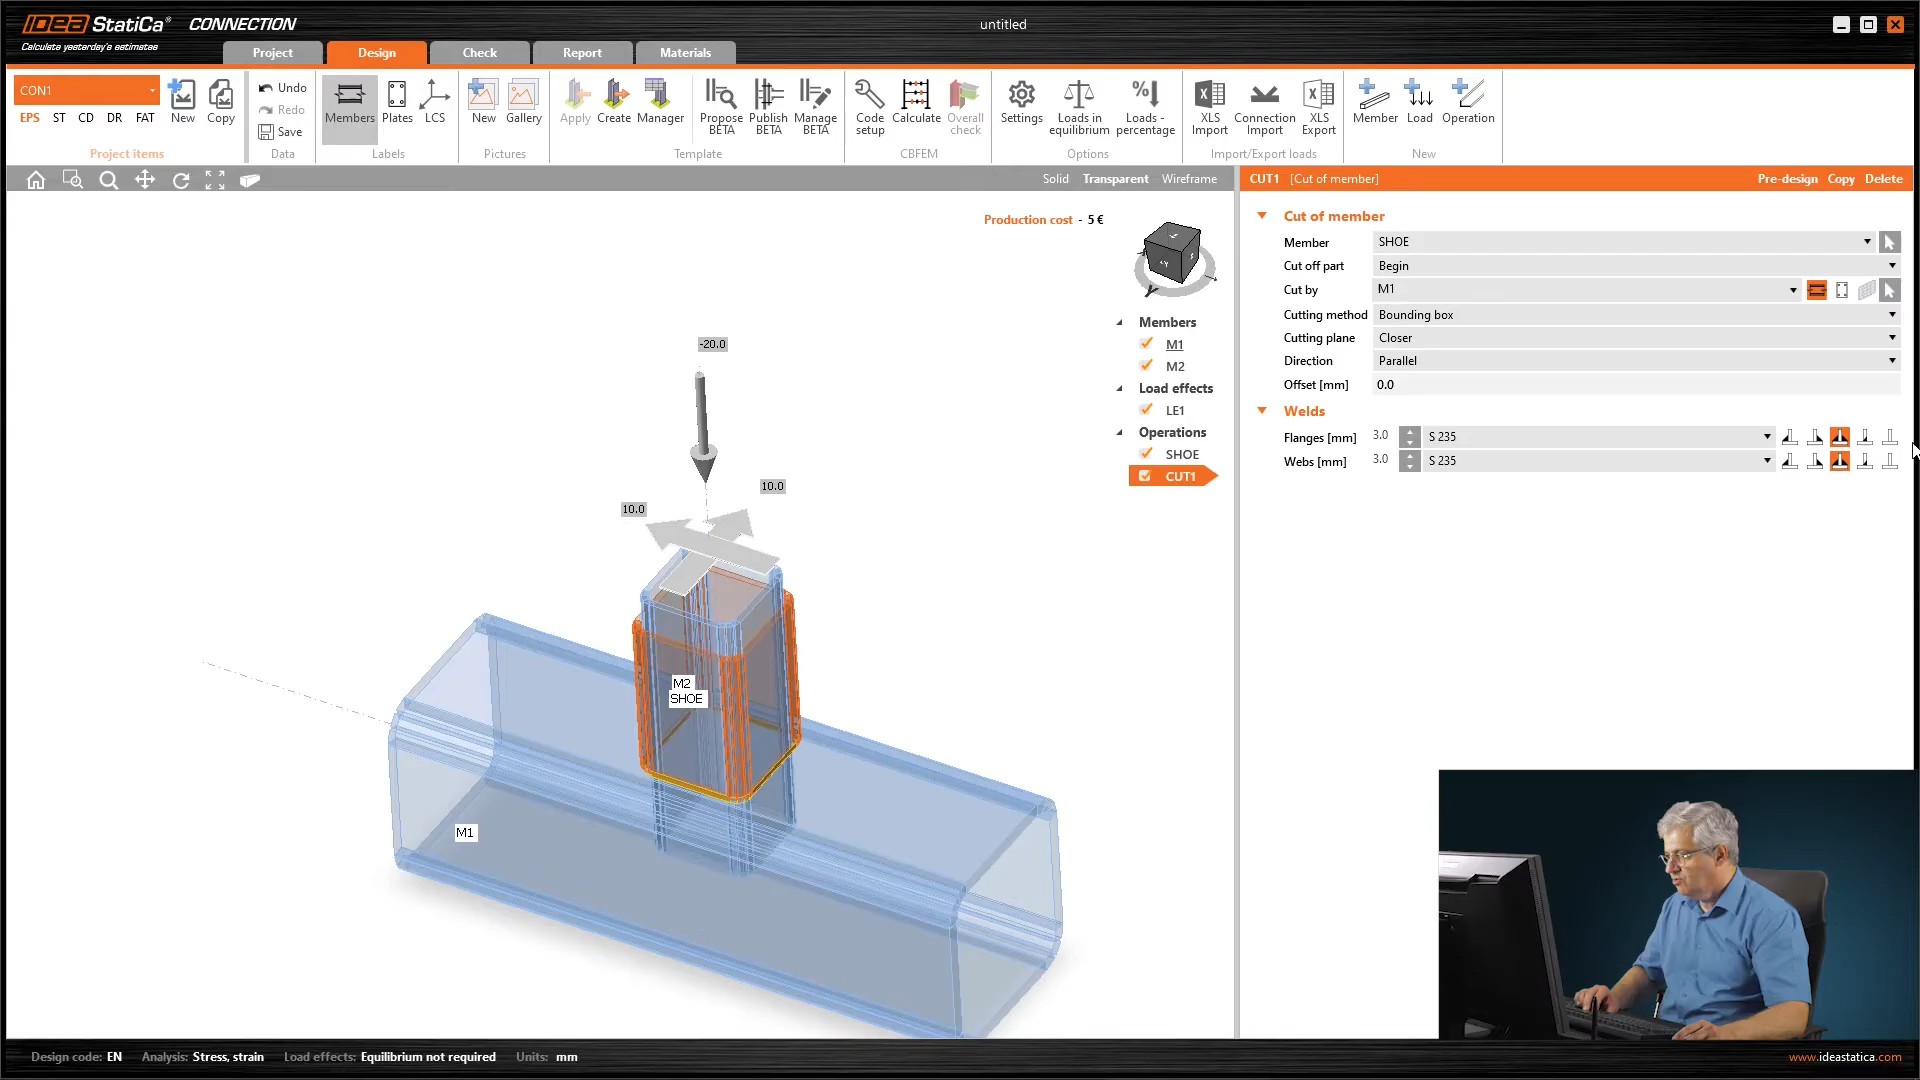 IDEA StatiCa® CONNECTION
Calculate yesterday's estimates
untitled
Project
Design
Check
Report
Materials
CON1
EPS ST CD DR FAT
New
Copy
Project items
Undo
Redo
Save
Data
Members
Plates
LCS
Labels
New
Gallery
Pictures
Apply
Create
Manager
Propose BETA
Publish BETA
Manage BETA
Template
Code setup
Calculate
Overall check
CBFEM
Settings
Loads in equilibrium
Loads - percentage
Options
XLS Import
Connection Import
XLS Export
Import/Export loads
Member
Load
Operation
New
Solid Transparent Wireframe
CUT1 [Cut of member]
Pre-design Copy Delete
Production cost - 5 €
Members
M1
M2
Load effects
LE1
Operations
SHOE
CUT1
-20.0
10.0
10.0
M2
SHOE
M1
Cut of member
Member SHOE
Cut off part Begin
Cut by M1
Cutting method Bounding box
Cutting plane Closer
Direction Parallel
Offset [mm] 0.0
Welds
Flanges [mm] 3.0 S 235
Webs [mm] 3.0 S 235
Design code: EN Analysis: Stress, strain Load effects: Equilibrium not required Units: mm
www.ideastatica.com